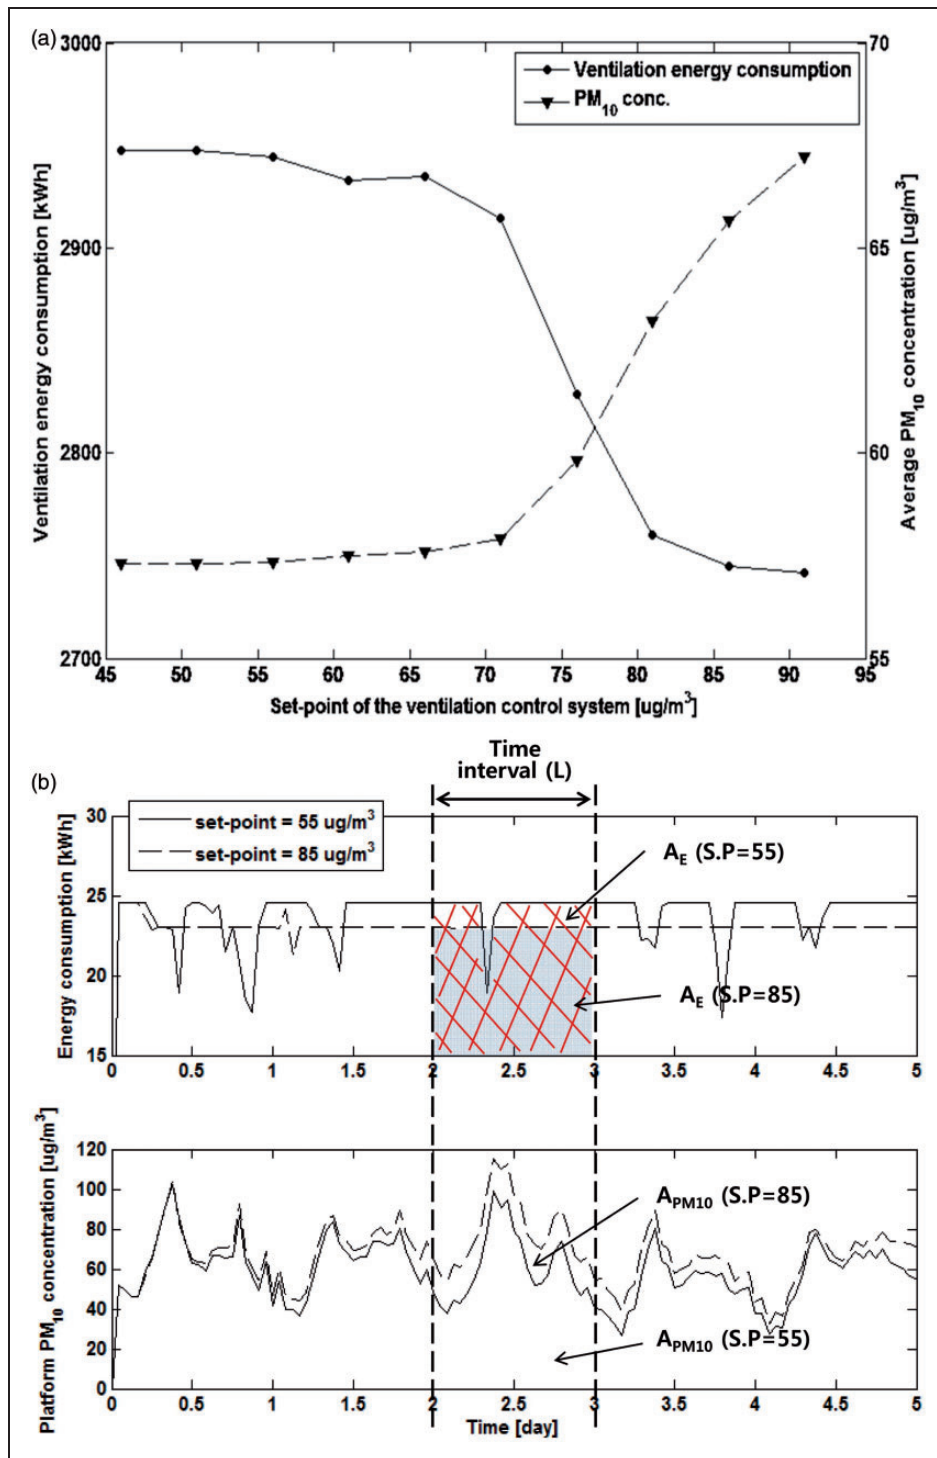 (a)
3000
2900
2800
2700
Ventilation energy consumption [kWh]
Ventilation energy consumption
PM10 conc.
70
65
60
55
Average PM10 concentration [ug/m3]
45 50 55 60 65 70 75 80 85 90 95
Set-point of the ventilation control system [ug/m3]
(b)
Time
interval (L)
30
25
20
15
Energy consumption [kWh]
set-point = 55 ug/m3
set-point = 85 ug/m3
AE (S.P=55)
AE (S.P=85)
0 0.5 1 1.5 2 2.5 3 3.5 4 4.5 5
120
100
80
60
40
20
0
Platform PM10 concentration [ug/m3]
APM10 (S.P=85)
APM10 (S.P=55)
0 0.5 1 1.5 2 2.5 3 3.5 4 4.5 5
Time [day]